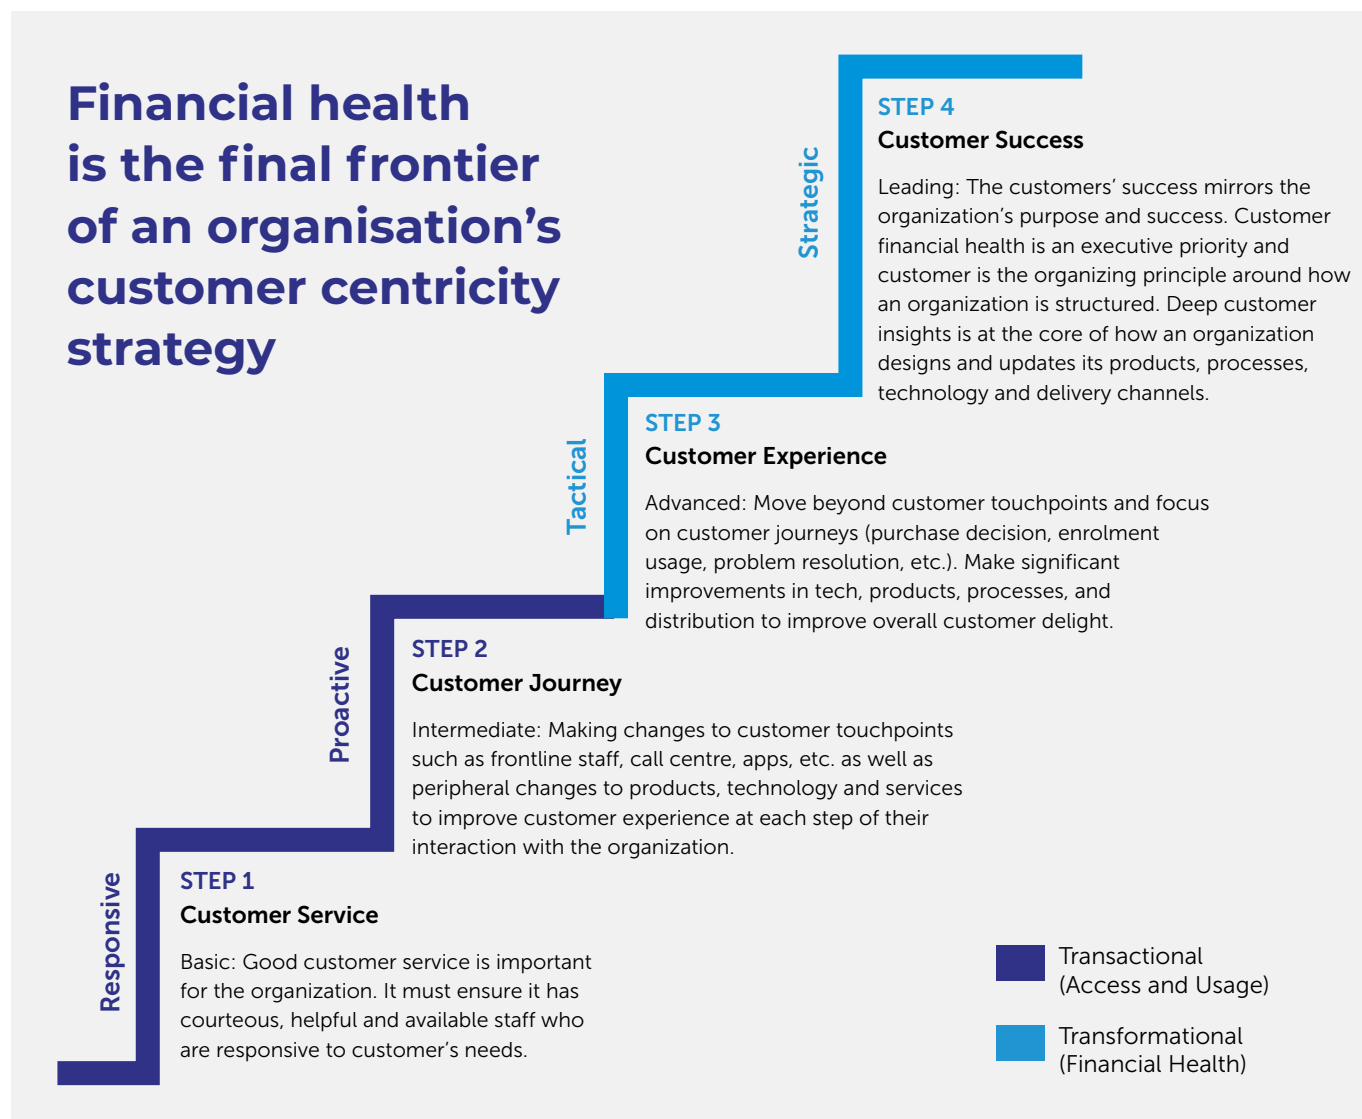 Financial health
is the final frontier
of an organisation’s
customer centricity
strategy
Strategic
STEP 4
Customer Success
Leading: The customers’ success mirrors the
organization’s purpose and success. Customer
financial health is an executive priority and
customer is the organizing principle around how
an organization is structured. Deep customer
insights is at the core of how an organization
designs and updates its products, processes,
technology and delivery channels.
Tactical
STEP 3
Customer Experience
Advanced: Move beyond customer touchpoints and focus
on customer journeys (purchase decision, enrolment
usage, problem resolution, etc.). Make significant
improvements in tech, products, processes, and
distribution to improve overall customer delight.
Proactive
STEP 2
Customer Journey
Intermediate: Making changes to customer touchpoints
such as frontline staff, call centre, apps, etc. as well as
peripheral changes to products, technology and services
to improve customer experience at each step of their
interaction with the organization.
Responsive
STEP 1
Customer Service
Basic: Good customer service is important
for the organization. It must ensure it has
courteous, helpful and available staff who
are responsive to customer’s needs.
Transactional
(Access and Usage)
Transformational
(Financial Health)